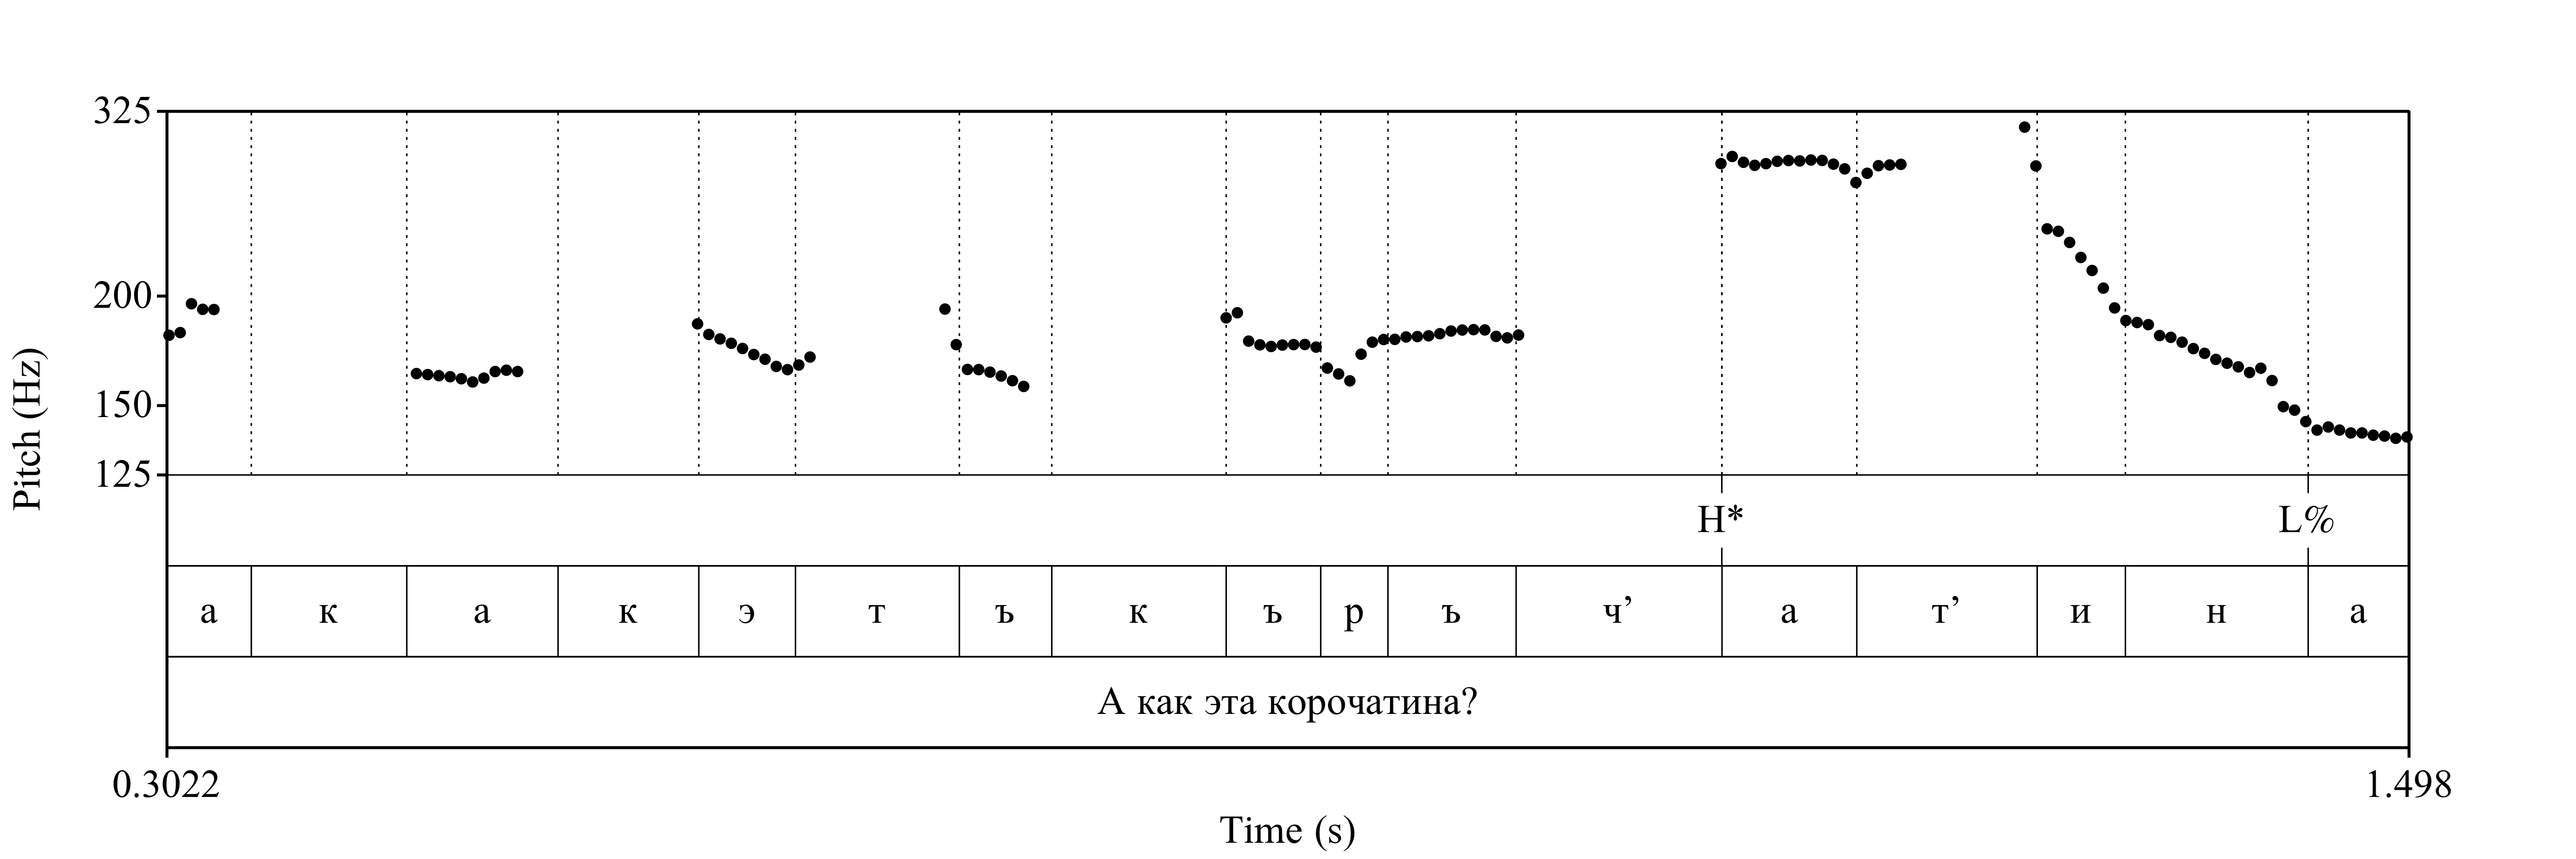 325
200
150
125
Pitch (Hz)
H* L%
а к а к э т ъ к ъ р ъ ч’ а т’ и н а
А как эта корочатина?
0.3022 1.498
Time (s)